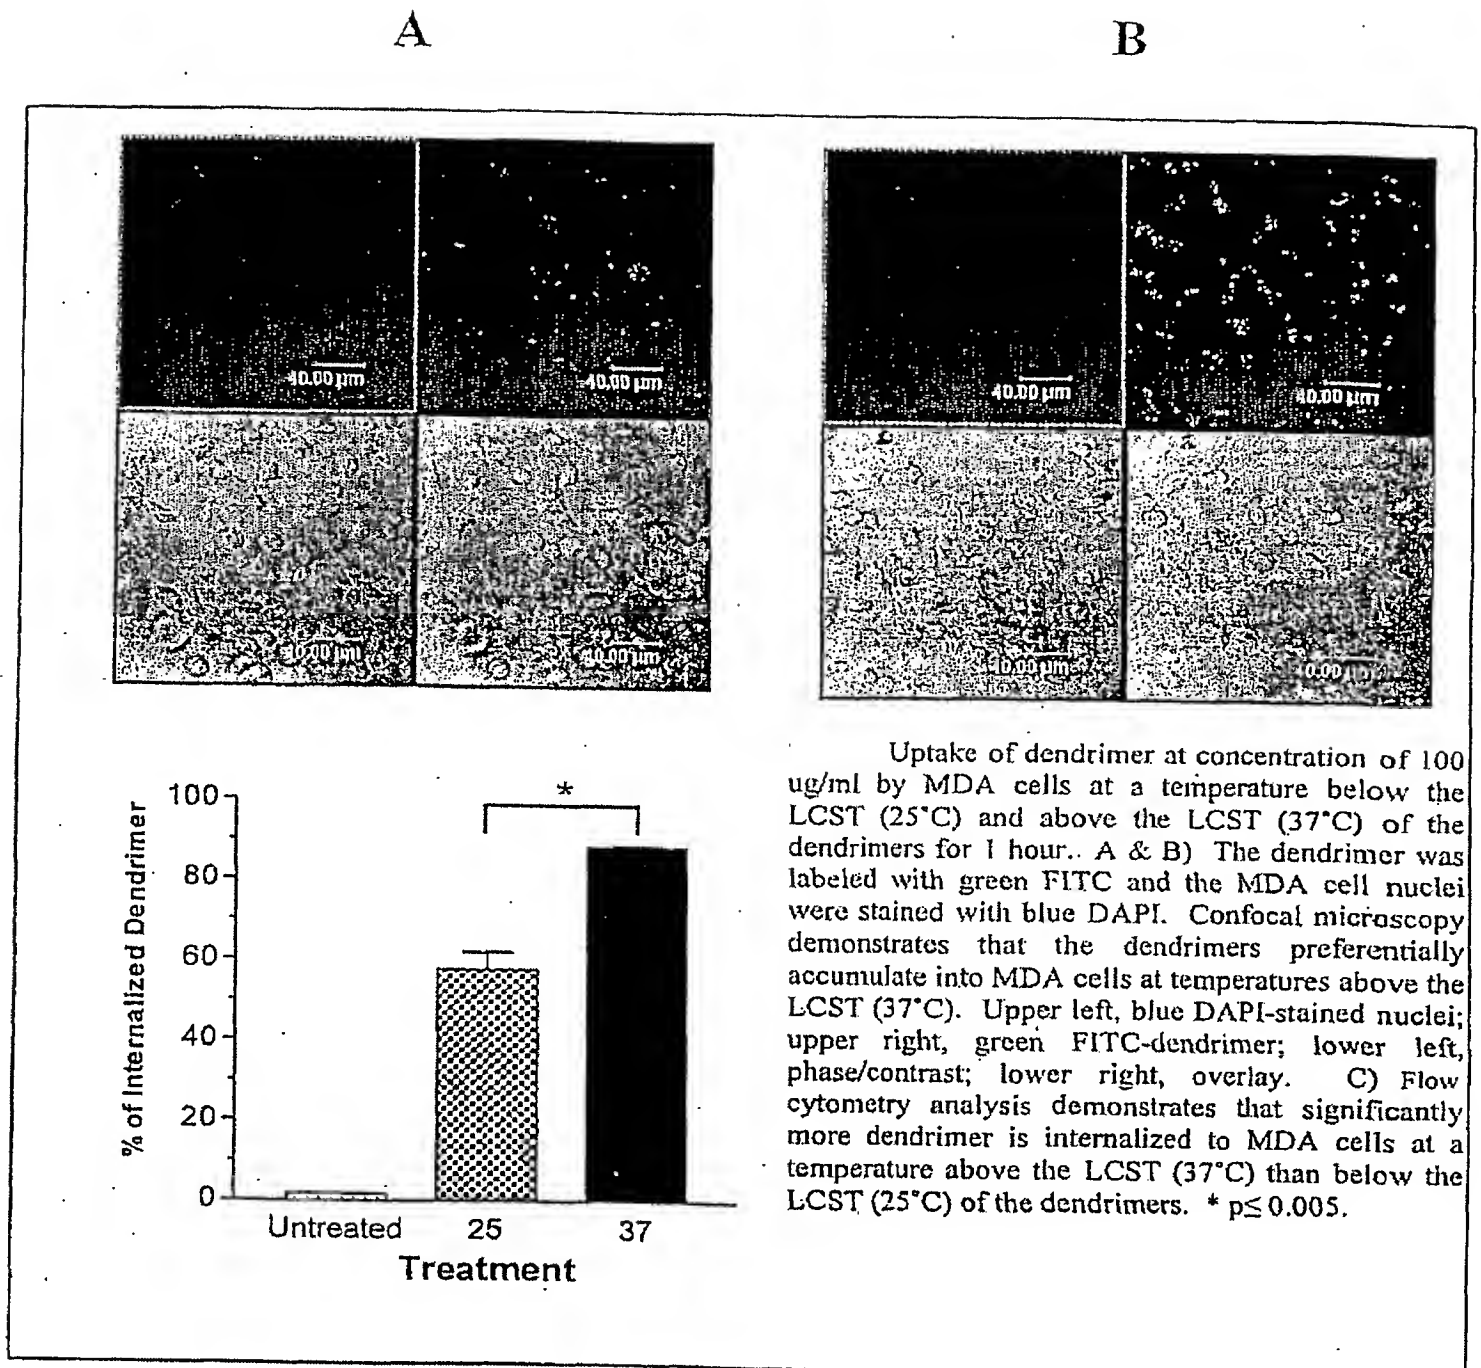 A
B
40.00 µm
40.00 µm
40.00 µm
40.00 µm
40.00 µm
40.00 µm
40.00 µm
Uptake of dendrimer at concentration of 100
ug/ml by MDA cells at a temperature below the
LCST (25°C) and above the LCST (37°C) of the
dendrimers for 1 hour.. A & B) The dendrimer was
labeled with green FITC and the MDA cell nuclei
were stained with blue DAPI. Confocal microscopy
demonstrates that the dendrimers preferentially
accumulate into MDA cells at temperatures above the
LCST (37°C). Upper left, blue DAPI-stained nuclei;
upper right, green FITC-dendrimer; lower left,
phase/contrast; lower right, overlay. C) Flow
cytometry analysis demonstrates that significantly
more dendrimer is internalized to MDA cells at a
temperature above the LCST (37°C) than below the
LCST (25°C) of the dendrimers. * p≤ 0.005.
% of Internalized Dendrimer
100
80
60
40
20
0
*
Untreated 25 37
Treatment